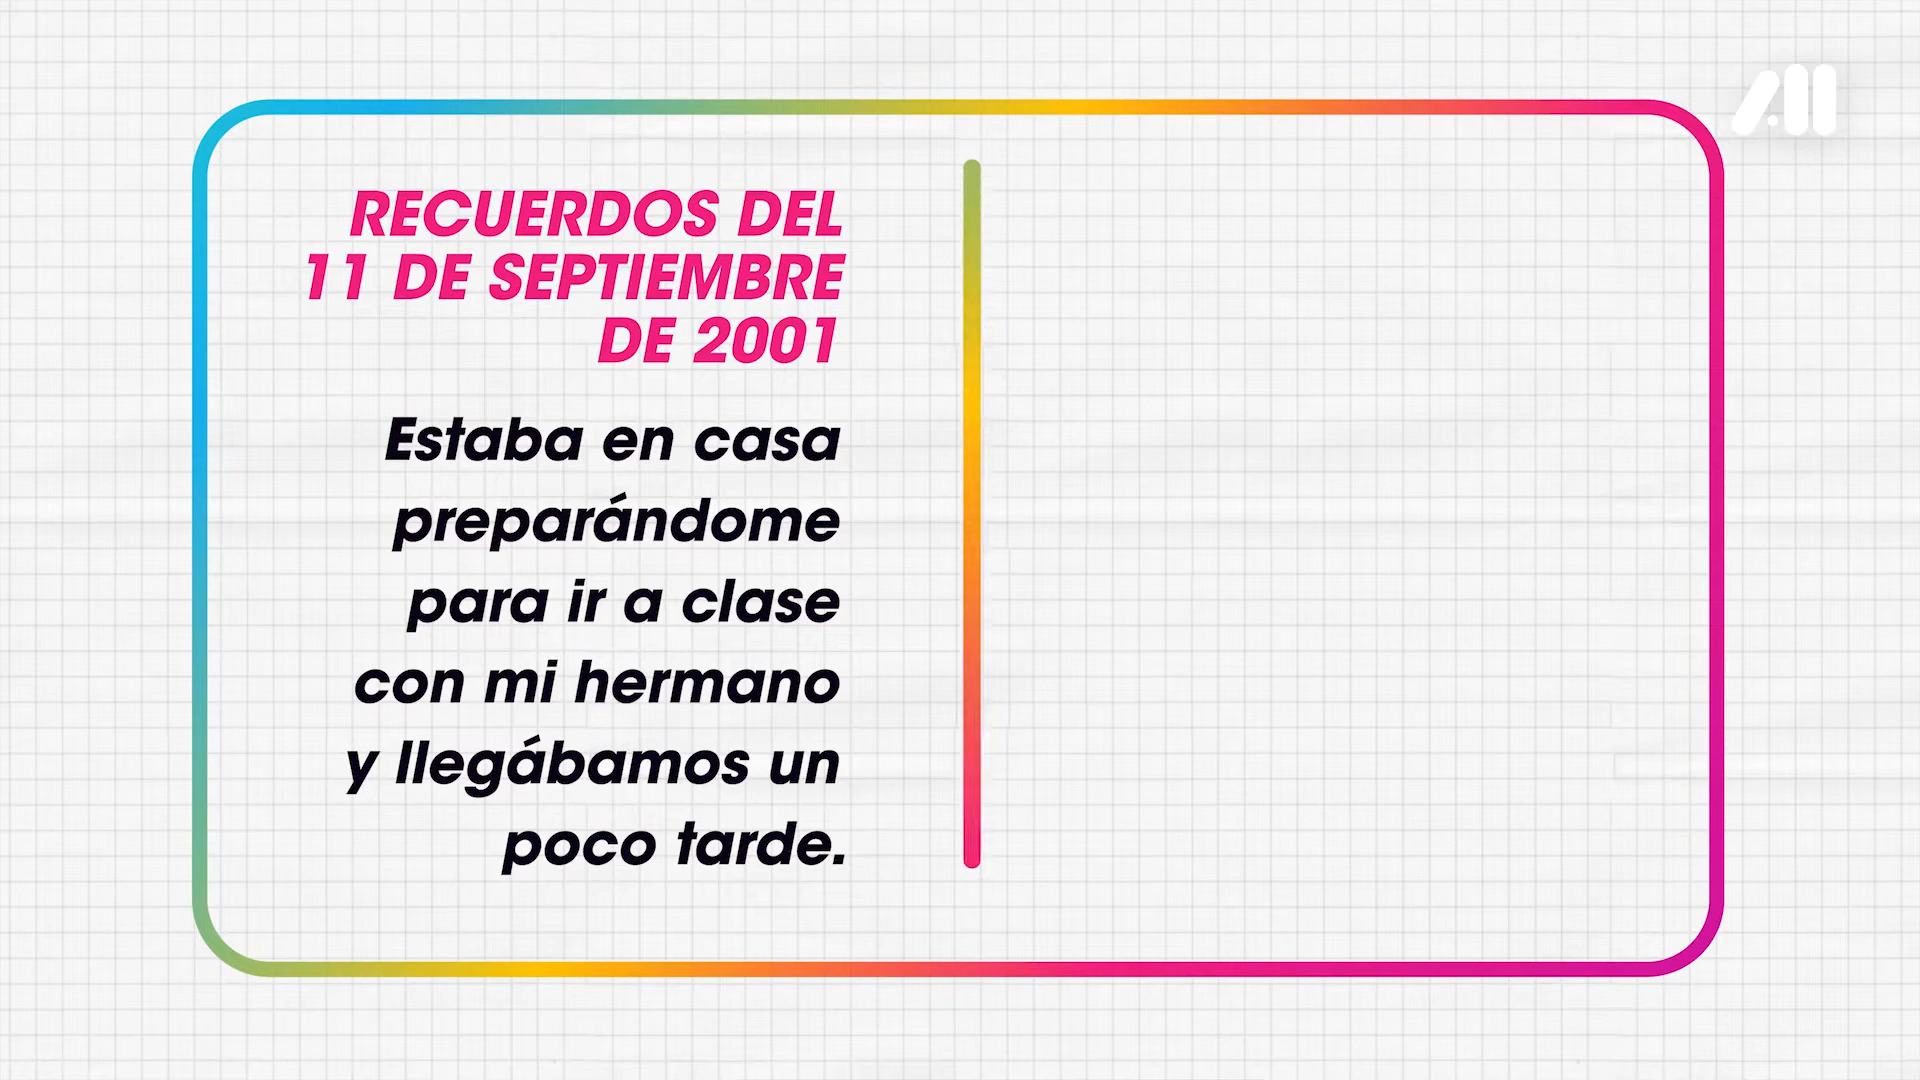 RECUERDOS DEL
11 DE SEPTIEMBRE
DE 2001
Estaba en casa
preparándome
para ir a clase
con mi hermano
y llegábamos un
poco tarde.